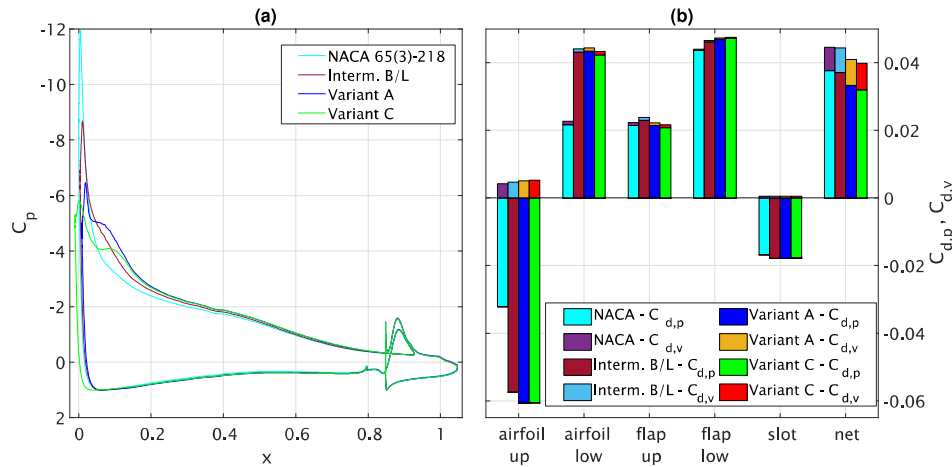 (a)
(b)
-12
-10
-8
-6
-4
-2
0
2
C_p
0
0.2
0.4
0.6
0.8
1
x
NACA 65(3)-218
Interm. B/L
Variant A
Variant C
0.04
0.02
0
-0.02
-0.04
-0.06
C_d,p, C_d,v
NACA - C_d,p
NACA - C_d,v
Interm. B/L - C_d,p
Interm. B/L - C_d,v
Variant A - C_d,p
Variant A - C_d,v
Variant C - C_d,p
Variant C - C_d,v
airfoil up
airfoil low
flap up
flap low
slot
net